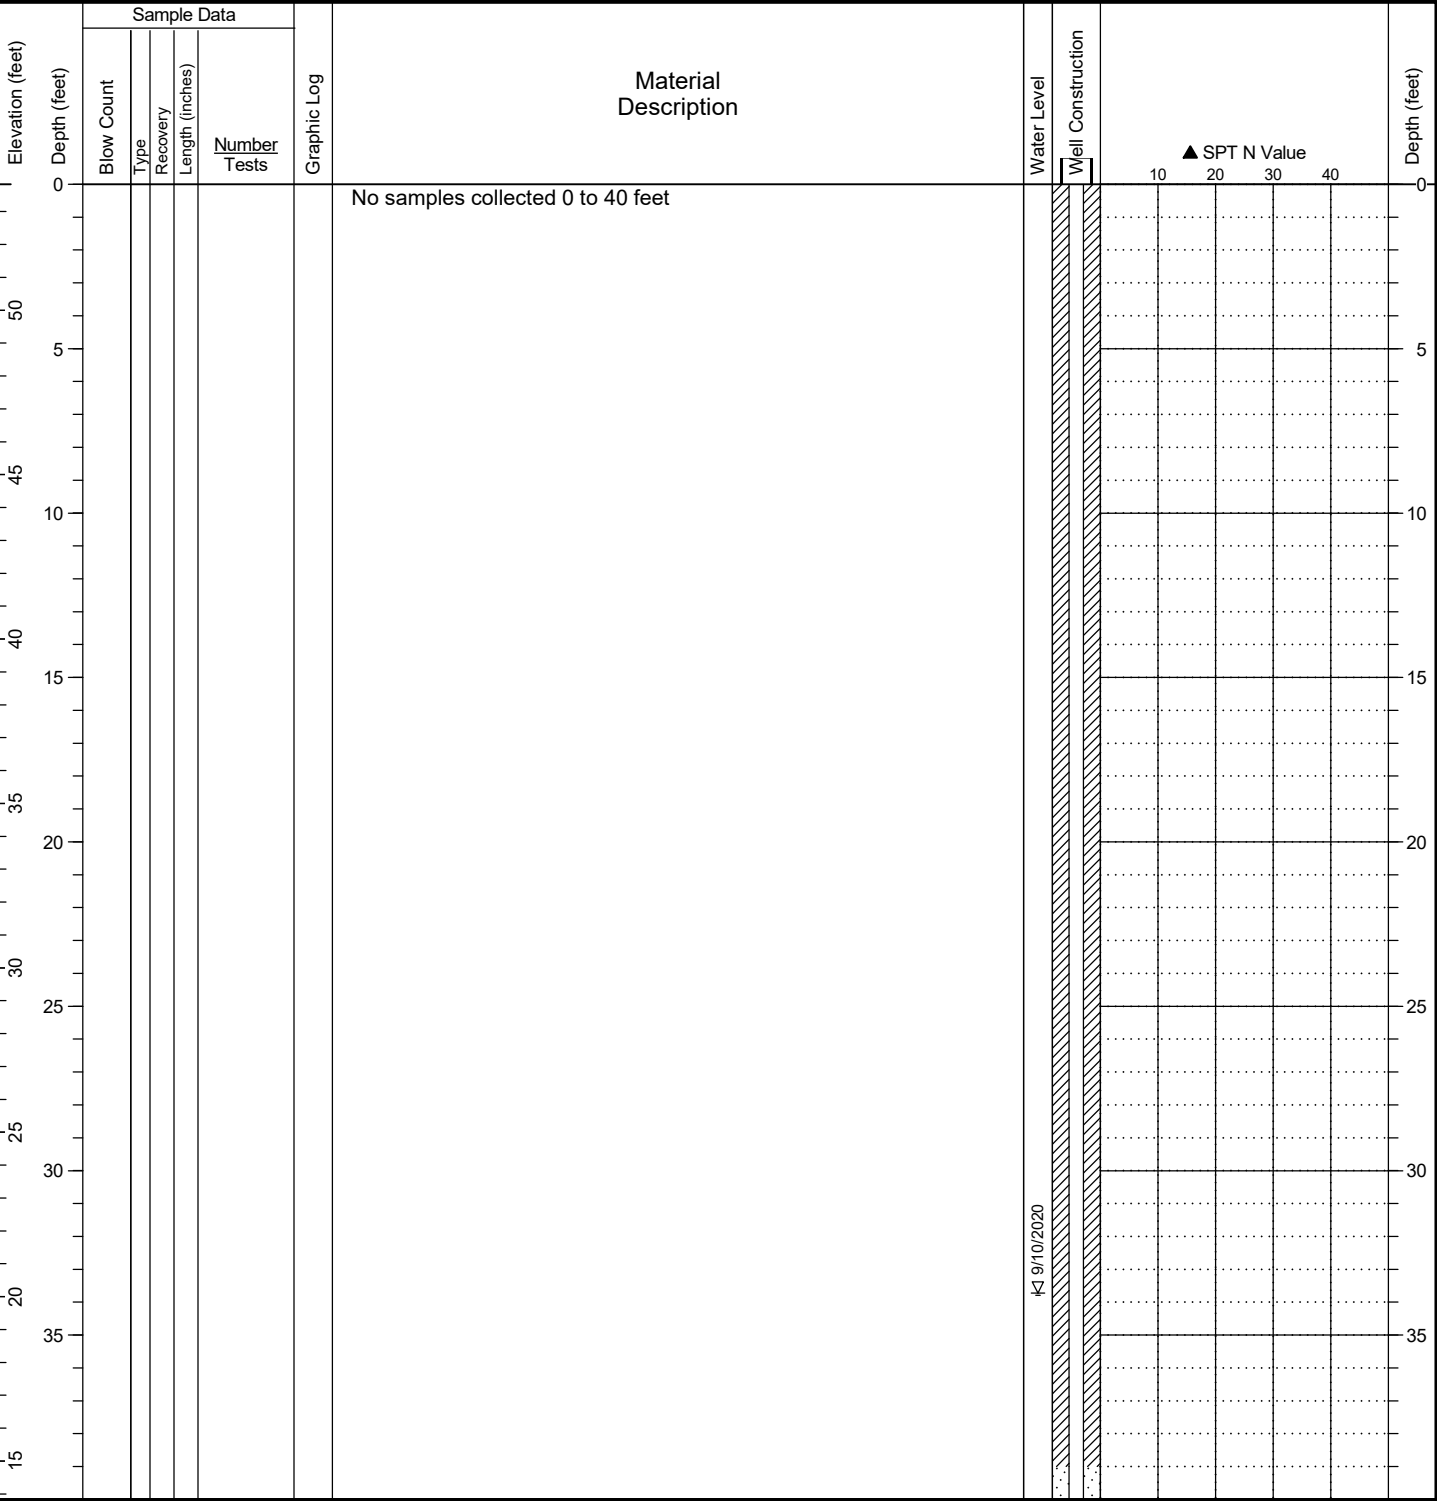 Sample Data
Elevation (feet)
Depth (feet)
Blow Count
Type
Recovery
Length (inches)
Number
Tests
Graphic Log
Material
Description
Water Level
Well Construction
▲ SPT N Value
10 20 30 40
Depth (feet)
0 0
No samples collected 0 to 40 feet
50
5 5
45
10 10
40
15 15
35
20 20
30
25 25
25
30 30
9/10/2020
20
35 35
15